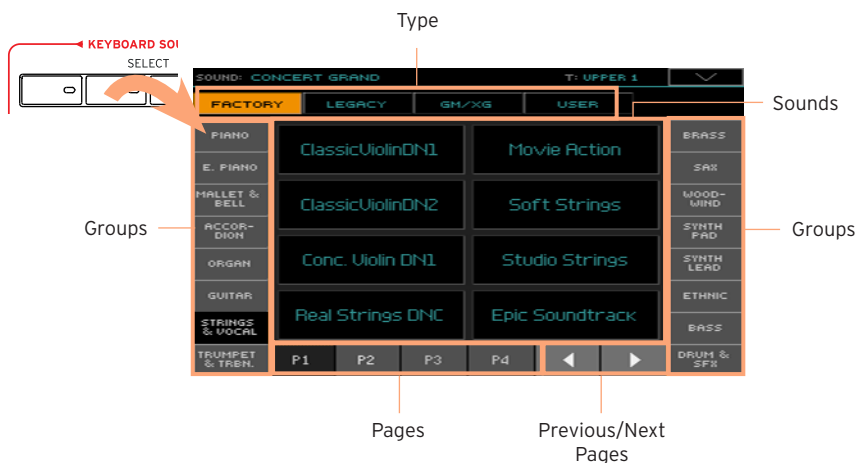 Type
KEYBOARD SOU
SELECT
SOUND: CONCERT GRAND
T: UPPER 1
FACTORY
LEGACY
GM/XG
USER
Sounds
PIANO
E. PIANO
MALLET &
BELL
ACCOR-
DION
ORGAN
GUITAR
STRINGS
& VOCAL
TRUMPET
& TRBN.
Groups
ClassicViolinDN1
Movie Action
ClassicViolinDN2
Soft Strings
Conc. Violin DN1
Studio Strings
Real Strings DNC
Epic Soundtrack
BRASS
SAX
WOOD-
WIND
SYNTH
PAD
SYNTH
LEAD
ETHNIC
BASS
DRUM &
SFX
Groups
P1
P2
P3
P4
Pages
Previous/Next
Pages